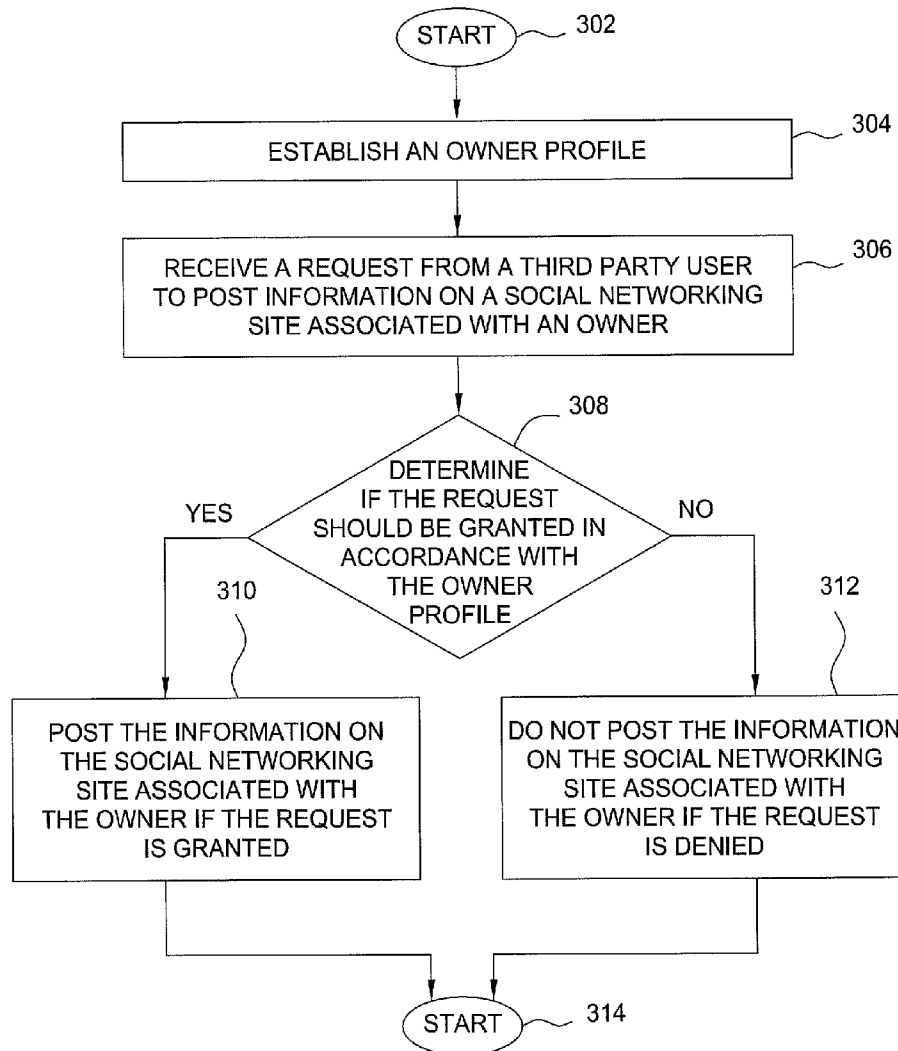 START
302
304
ESTABLISH AN OWNER PROFILE
306
RECEIVE A REQUEST FROM A THIRD PARTY USER
TO POST INFORMATION ON A SOCIAL NETWORKING
SITE ASSOCIATED WITH AN OWNER
308
DETERMINE
IF THE REQUEST
SHOULD BE GRANTED IN
ACCORDANCE WITH
THE OWNER
PROFILE
YES
NO
310
312
POST THE INFORMATION ON
THE SOCIAL NETWORKING
SITE ASSOCIATED WITH
THE OWNER IF THE REQUEST
IS GRANTED
DO NOT POST THE INFORMATION
ON THE SOCIAL NETWORKING
SITE ASSOCIATED WITH
THE OWNER IF THE REQUEST
IS DENIED
START
314